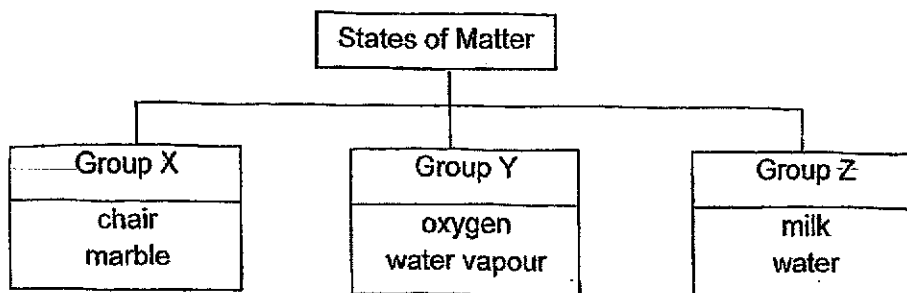 States of Matter
Group X
chair
marble
Group Y
oxygen
water vapour
Group Z
milk
water